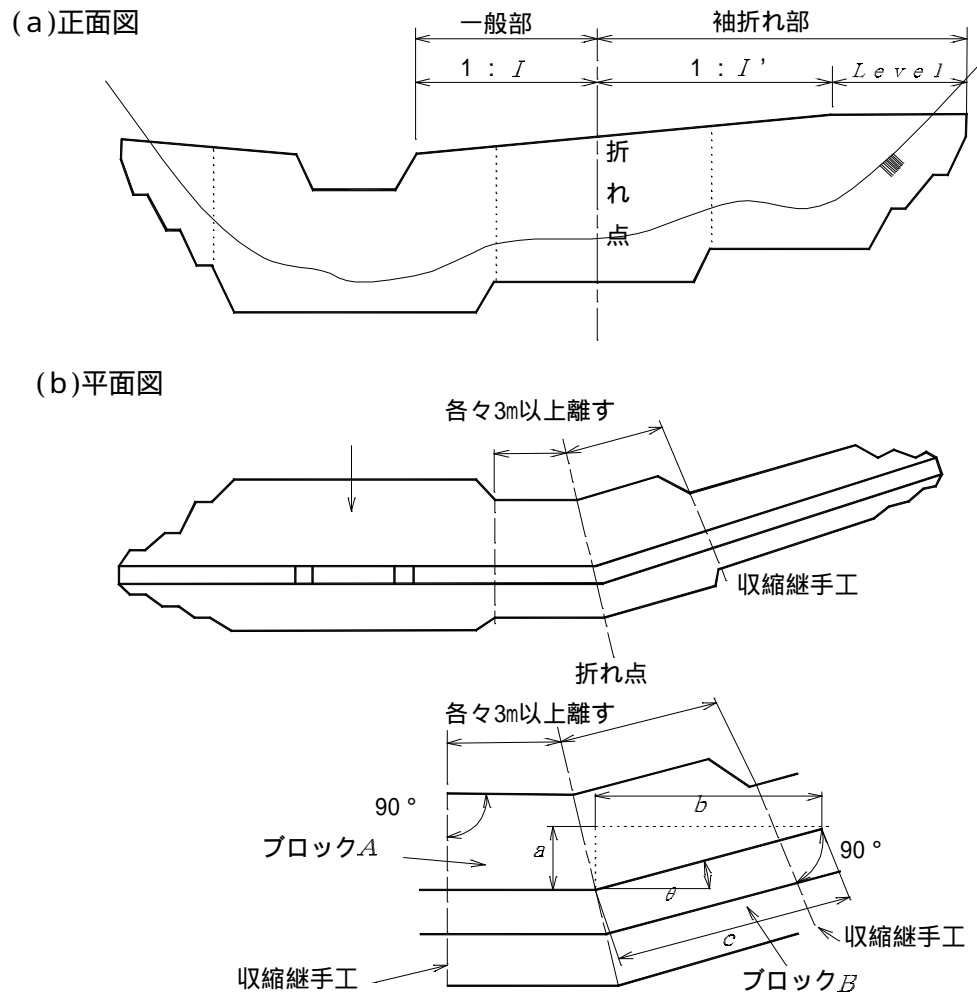 (a)正面図
一般部
袖折れ部
1 : I
1 : I'
Level
折れ点
(b)平面図
各々3m以上離す
収縮継手工
折れ点
各々3m以上離す
90°
b
ブロックA
a
90°
θ
c
収縮継手工
収縮継手工
ブロックB